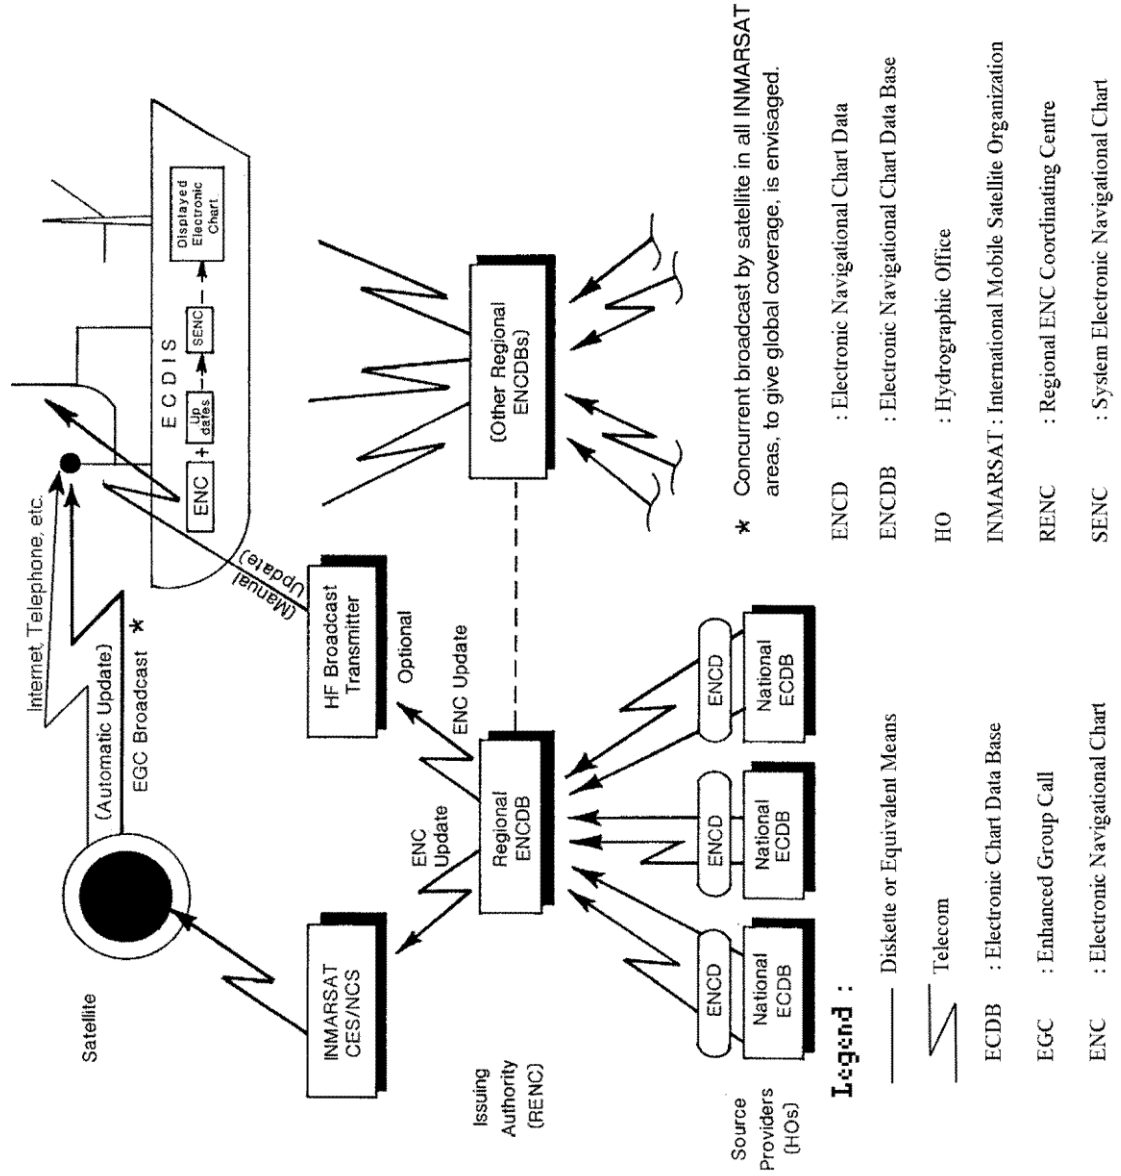 Internet, Telephone, etc.
Satellite
(Automatic Update)
EGC Broadcast *
ECDIS
ENC
+
Up
dates
SENC
Displayed
Electronic
Chart
(Manual
Update)
INMARSAT
CES/NCS
HF Broadcast
Transmitter
Optional
ENC
Update
ENC Update
Issuing
Authority
(RENC)
Regional
ENCDB
(Other Regional
ENCDBs)
Source
Providers
(HOs)
ENCD
National
ECDB
ENCD
National
ECDB
ENCD
National
ECDB
* Concurrent broadcast by satellite in all INMARSAT
areas, to give global coverage, is envisaged.
Legend :
Diskette or Equivalent Means
Telecom
ECDB : Electronic Chart Data Base
EGC : Enhanced Group Call
ENC : Electronic Navigational Chart
ENCD : Electronic Navigational Chart Data
ENCDB : Electronic Navigational Chart Data Base
HO : Hydrographic Office
INMARSAT : International Mobile Satellite Organization
RENC : Regional ENC Coordinating Centre
SENC : System Electronic Navigational Chart